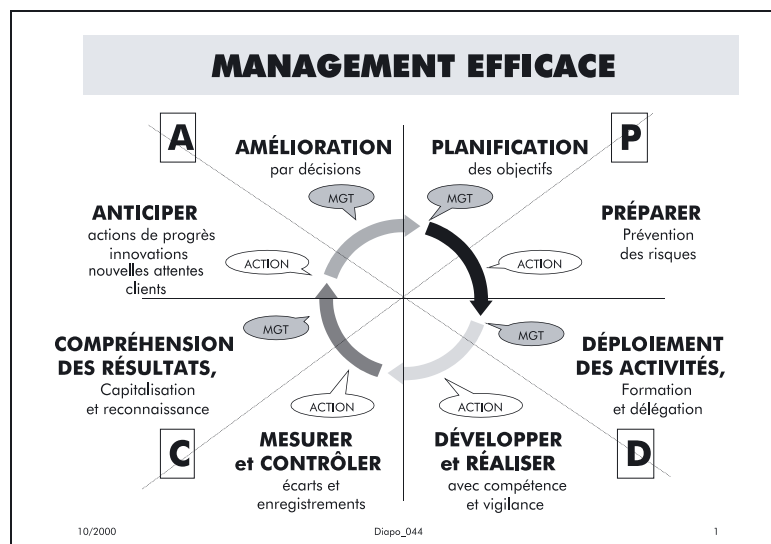 MANAGEMENT EFFICACE
A
AMÉLIORATION
par décisions
MGT
ANTICIPER
actions de progrès
innovations
nouvelles attentes
clients
ACTION
P
PLANIFICATION
des objectifs
MGT
PRÉPARER
Prévention
des risques
ACTION
COMPRÉHENSION
DES RÉSULTATS,
Capitalisation
et reconnaissance
MGT
C
MESURER
et CONTRÔLER
écarts et
enregistrements
ACTION
DÉPLOIEMENT
DES ACTIVITÉS,
Formation
et délégation
MGT
D
DÉVELOPPER
et RÉALISER
avec compétence
et vigilance
ACTION
10/2000
Diapo_044
1